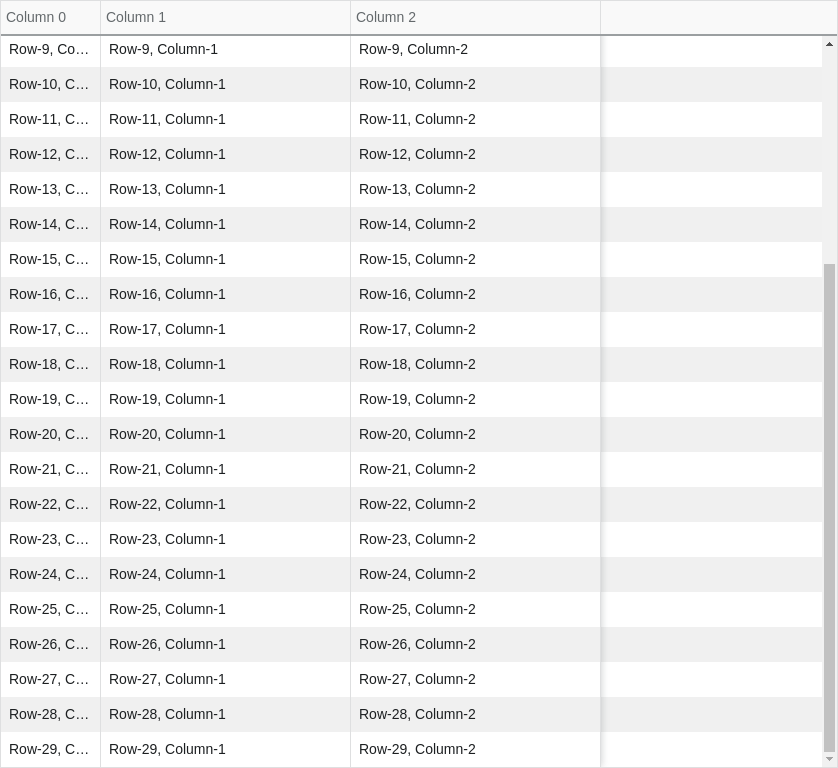 Column 0 Column 1 Column 2
Row-9, Co... Row-9, Column-1 Row-9, Column-2
Row-10, C... Row-10, Column-1 Row-10, Column-2
Row-11, C... Row-11, Column-1 Row-11, Column-2
Row-12, C... Row-12, Column-1 Row-12, Column-2
Row-13, C... Row-13, Column-1 Row-13, Column-2
Row-14, C... Row-14, Column-1 Row-14, Column-2
Row-15, C... Row-15, Column-1 Row-15, Column-2
Row-16, C... Row-16, Column-1 Row-16, Column-2
Row-17, C... Row-17, Column-1 Row-17, Column-2
Row-18, C... Row-18, Column-1 Row-18, Column-2
Row-19, C... Row-19, Column-1 Row-19, Column-2
Row-20, C... Row-20, Column-1 Row-20, Column-2
Row-21, C... Row-21, Column-1 Row-21, Column-2
Row-22, C... Row-22, Column-1 Row-22, Column-2
Row-23, C... Row-23, Column-1 Row-23, Column-2
Row-24, C... Row-24, Column-1 Row-24, Column-2
Row-25, C... Row-25, Column-1 Row-25, Column-2
Row-26, C... Row-26, Column-1 Row-26, Column-2
Row-27, C... Row-27, Column-1 Row-27, Column-2
Row-28, C... Row-28, Column-1 Row-28, Column-2
Row-29, C... Row-29, Column-1 Row-29, Column-2